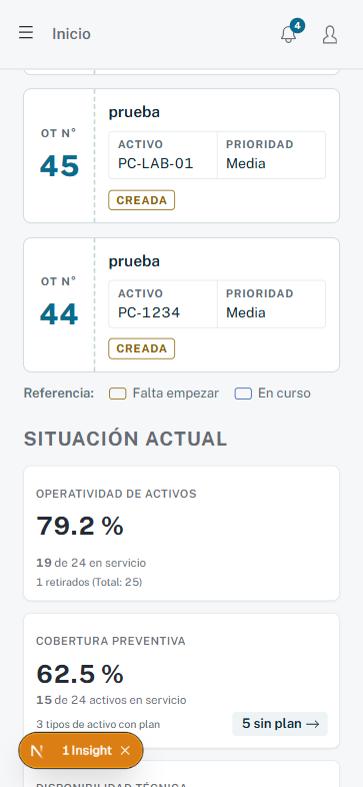 Inicio
4
OT N°
45
prueba
ACTIVO
PC-LAB-01
PRIORIDAD
Media
CREADA
OT N°
44
prueba
ACTIVO
PC-1234
PRIORIDAD
Media
CREADA
Referencia: Falta empezar En curso
SITUACIÓN ACTUAL
OPERATIVIDAD DE ACTIVOS
79.2 %
19 de 24 en servicio
1 retirados (Total: 25)
COBERTURA PREVENTIVA
62.5 %
15 de 24 activos en servicio
3 tipos de activo con plan
5 sin plan →
N 1 Insight ×
DISPONIBILIDAD TÉCNICA